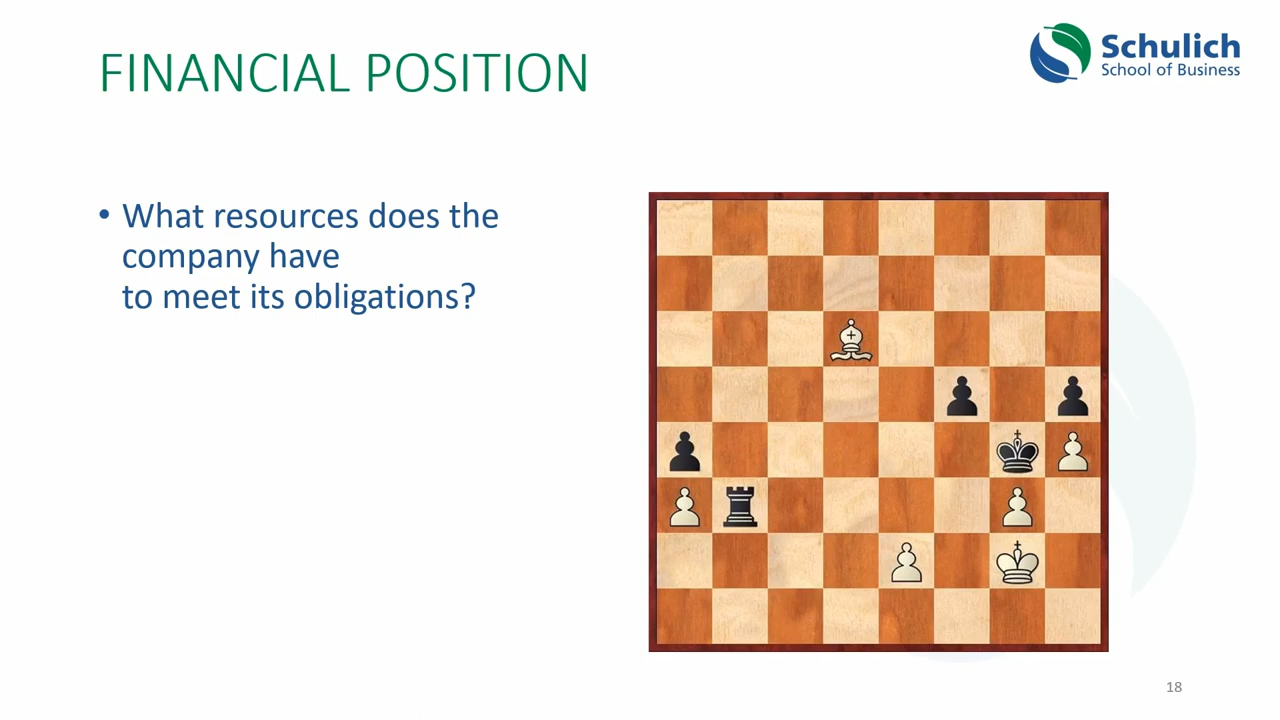 FINANCIAL POSITION
Schulich
School of Business
• What resources does the
company have
to meet its obligations?
18